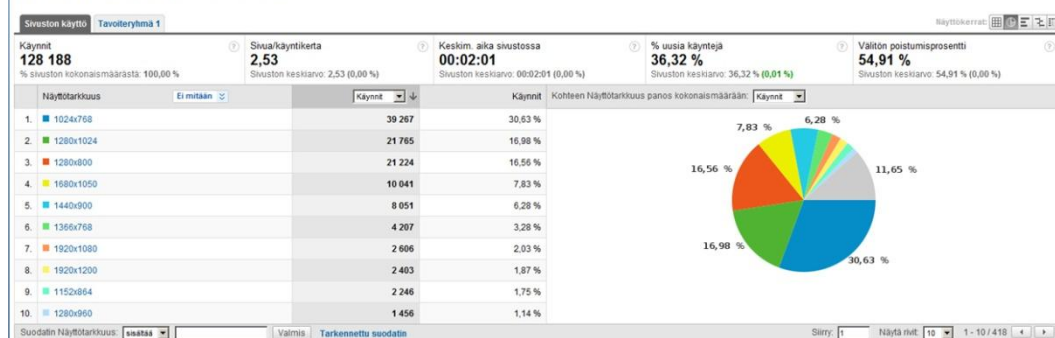 Sivuston käyttö Tavoiteryhmä 1 Näyttökerrat:
Käynnit
128 188
% sivuston kokonaismäärästä: 100,00 %
Sivua/käyntikerta
2,53
Sivuston keskiarvo: 2,53 (0,00 %)
Keskim. aika sivustossa
00:02:01
Sivuston keskiarvo: 00:02:01 (0,00 %)
% uusia käyntejä
36,32 %
Sivuston keskiarvo: 36,32 % (0,01 %)
Välitön poistumisprosentti
54,91 %
Sivuston keskiarvo: 54,91 % (0,00 %)
Näyttötarkkuus Ei mitään Käynnit Käynnit Kohteen Näyttötarkkuus panos kokonaismäärään: Käynnit
1. 1024x768 39 267 30,63 %
2. 1280x1024 21 765 16,98 %
3. 1280x800 21 224 16,56 %
4. 1680x1050 10 041 7,83 %
5. 1440x900 8 051 6,28 %
6. 1366x768 4 207 3,28 %
7. 1920x1080 2 606 2,03 %
8. 1920x1200 2 403 1,87 %
9. 1152x864 2 246 1,75 %
10. 1280x960 1 456 1,14 %
6,28 %
7,83 %
16,56 %
11,65 %
16,98 %
30,63 %
Suodatin Näyttötarkkuus: sisältää Valmis Tarkennettu suodatin Siirry: 1 Näytä rivit: 10 1 - 10 / 418